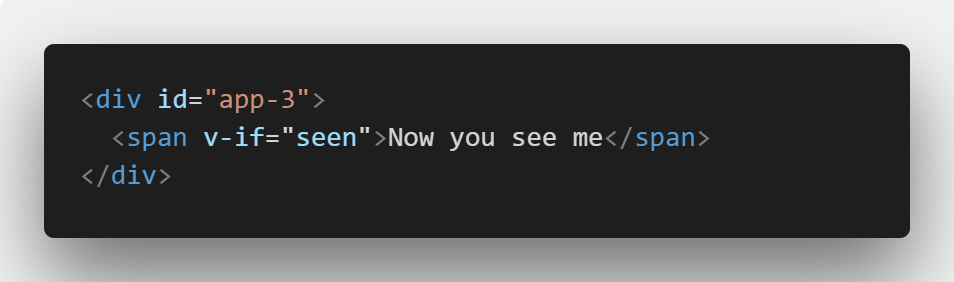 <div id="app-3">
  <span v-if="seen">Now you see me</span>
</div>